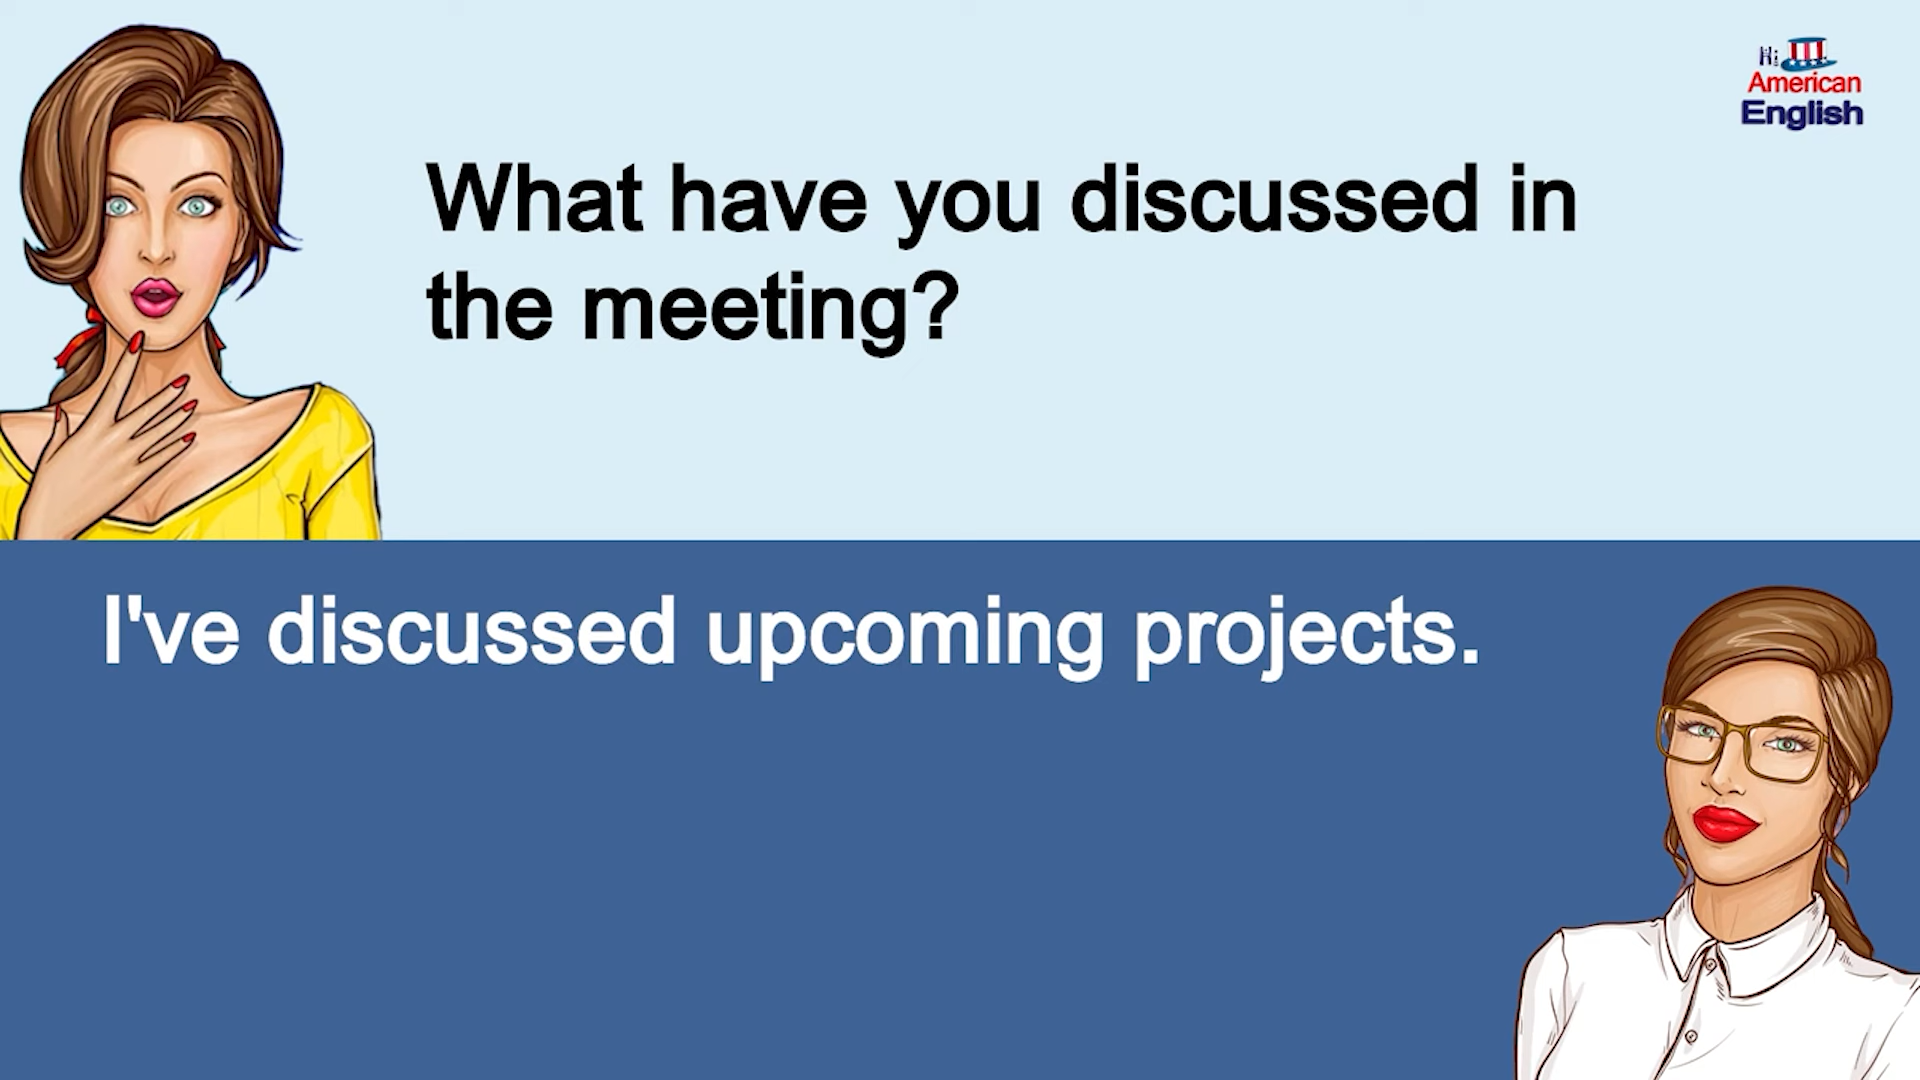 Hi
American
English
What have you discussed in
the meeting?
I've discussed upcoming projects.